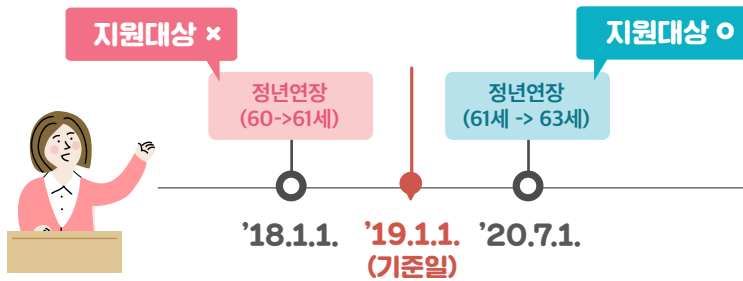 지원대상 ×
지원대상 O
정년연장
(60->61세)
정년연장
(61세 -> 63세)
’18.1.1.
’19.1.1.
(기준일)
’20.7.1.